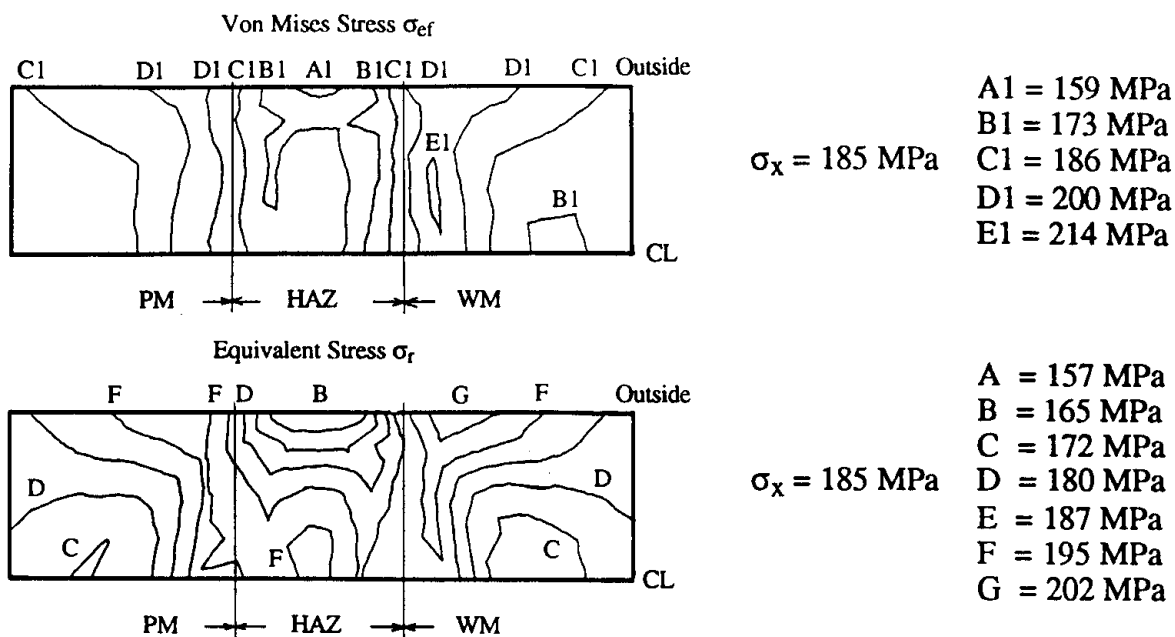 Von Mises Stress σef
C1 D1 D1 C1 B1 A1 B1 C1 D1 D1 C1 Outside
E1
B1
CL
PM HAZ WM
σx = 185 MPa
A1 = 159 MPa
B1 = 173 MPa
C1 = 186 MPa
D1 = 200 MPa
E1 = 214 MPa
Equivalent Stress σr
F F D B G F Outside
D D
C F C
CL
PM HAZ WM
σx = 185 MPa
A = 157 MPa
B = 165 MPa
C = 172 MPa
D = 180 MPa
E = 187 MPa
F = 195 MPa
G = 202 MPa